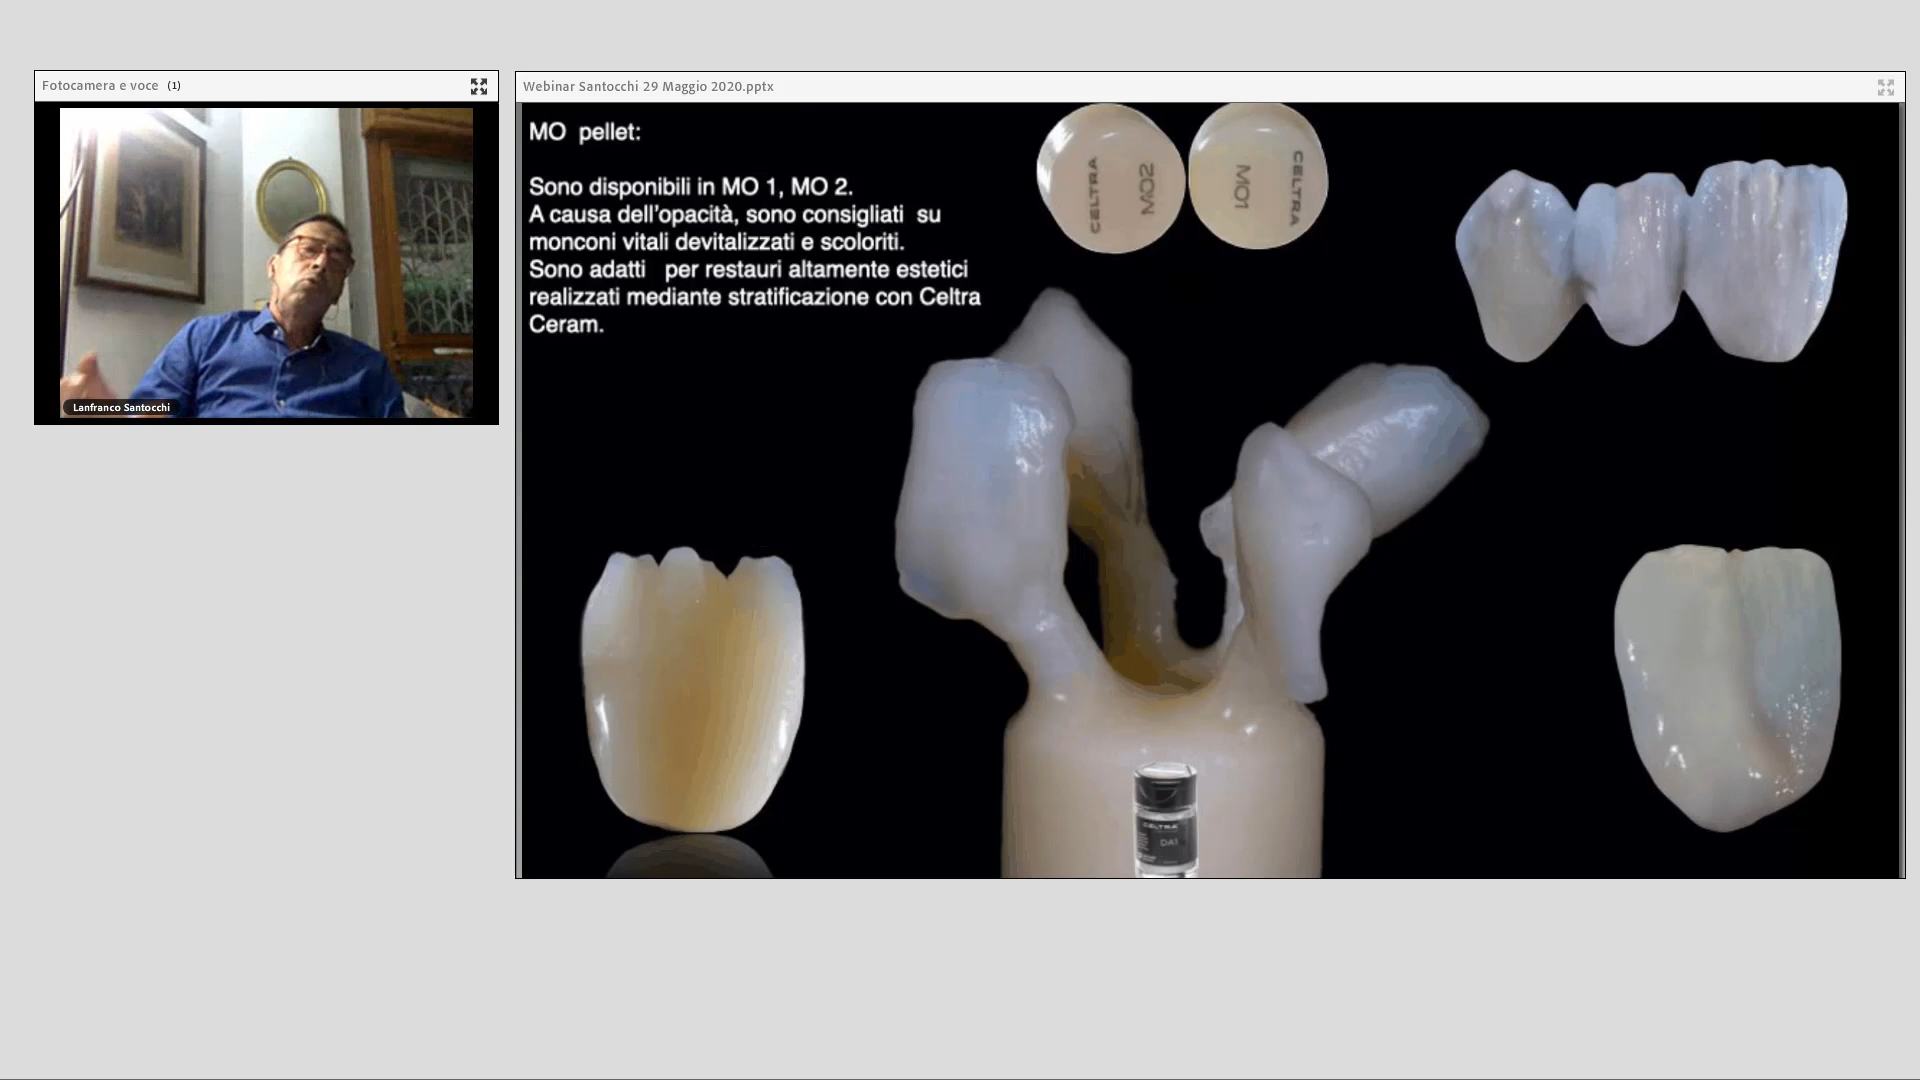 Fotocamera e voce (1)
Lanfranco Santocchi
Webinar Santocchi 29 Maggio 2020.pptx
MO pellet:
Sono disponibili in MO 1, MO 2.
A causa dell’opacità, sono consigliati su
monconi vitali devitalizzati e scoloriti.
Sono adatti per restauri altamente estetici
realizzati mediante stratificazione con Celtra
Ceram.
CELTRA
MO2
MO1
CELTRA
CELTRA
DA1